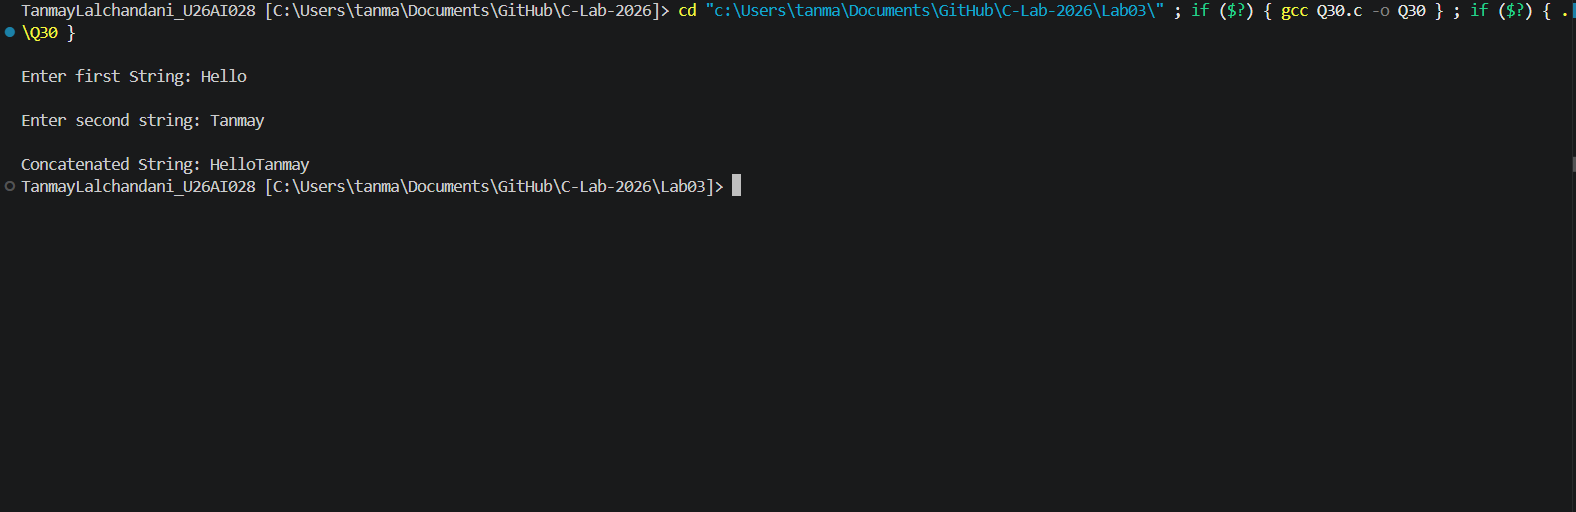 TanmayLalchandani_U26AI028 [C:\Users\tanma\Documents\GitHub\C-Lab-2026]> cd "c:\Users\tanma\Documents\GitHub\C-Lab-2026\Lab03\" ; if ($?) { gcc Q30.c -o Q30 } ; if ($?) { .
\Q30 }
Enter first String: Hello
Enter second string: Tanmay
Concatenated String: HelloTanmay
TanmayLalchandani_U26AI028 [C:\Users\tanma\Documents\GitHub\C-Lab-2026\Lab03]>